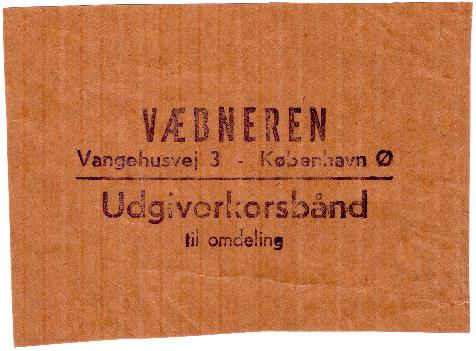 VÆBNEREN
Vangehusvej 3 - København Ø
Udgiverkorsbånd
til omdeling